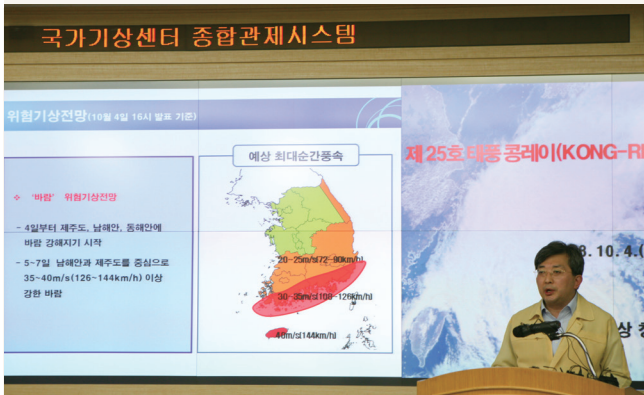 국가기상센터 종합관제시스템
위험기상전망(10월 4일 16시 발표 기준)
❖ '바람' 위험기상전망
- 4일부터 제주도, 남해안, 동해안에
바람 강해지기 시작
- 5~7일 남해안과 제주도를 중심으로
35~40m/s(126~144km/h) 이상
강한 바람
예상 최대순간풍속
20~25m/s(72~90km/h)
30~35m/s(108~126km/h)
40m/s(144km/h)
제25호 태풍 콩레이(KONG-RE
8. 10. 4.(
상 청